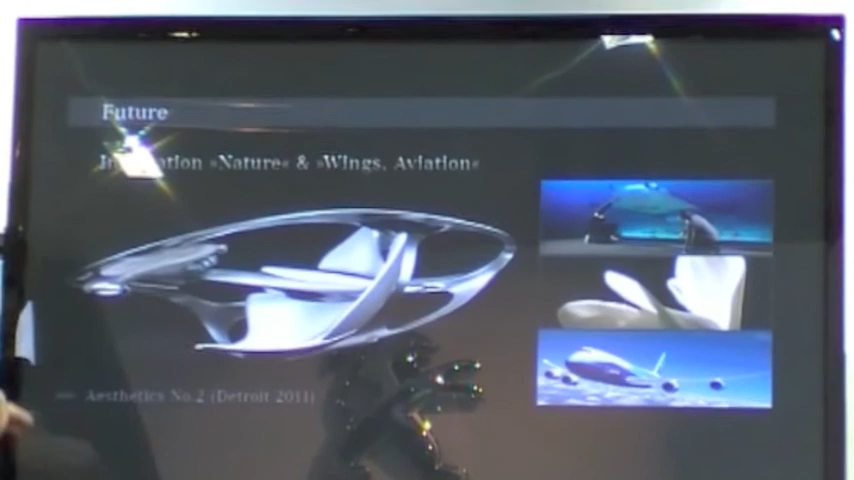 Future
»Nature« & »Wings, Aviation«
Aesthetics No.2 (Detroit 2011)